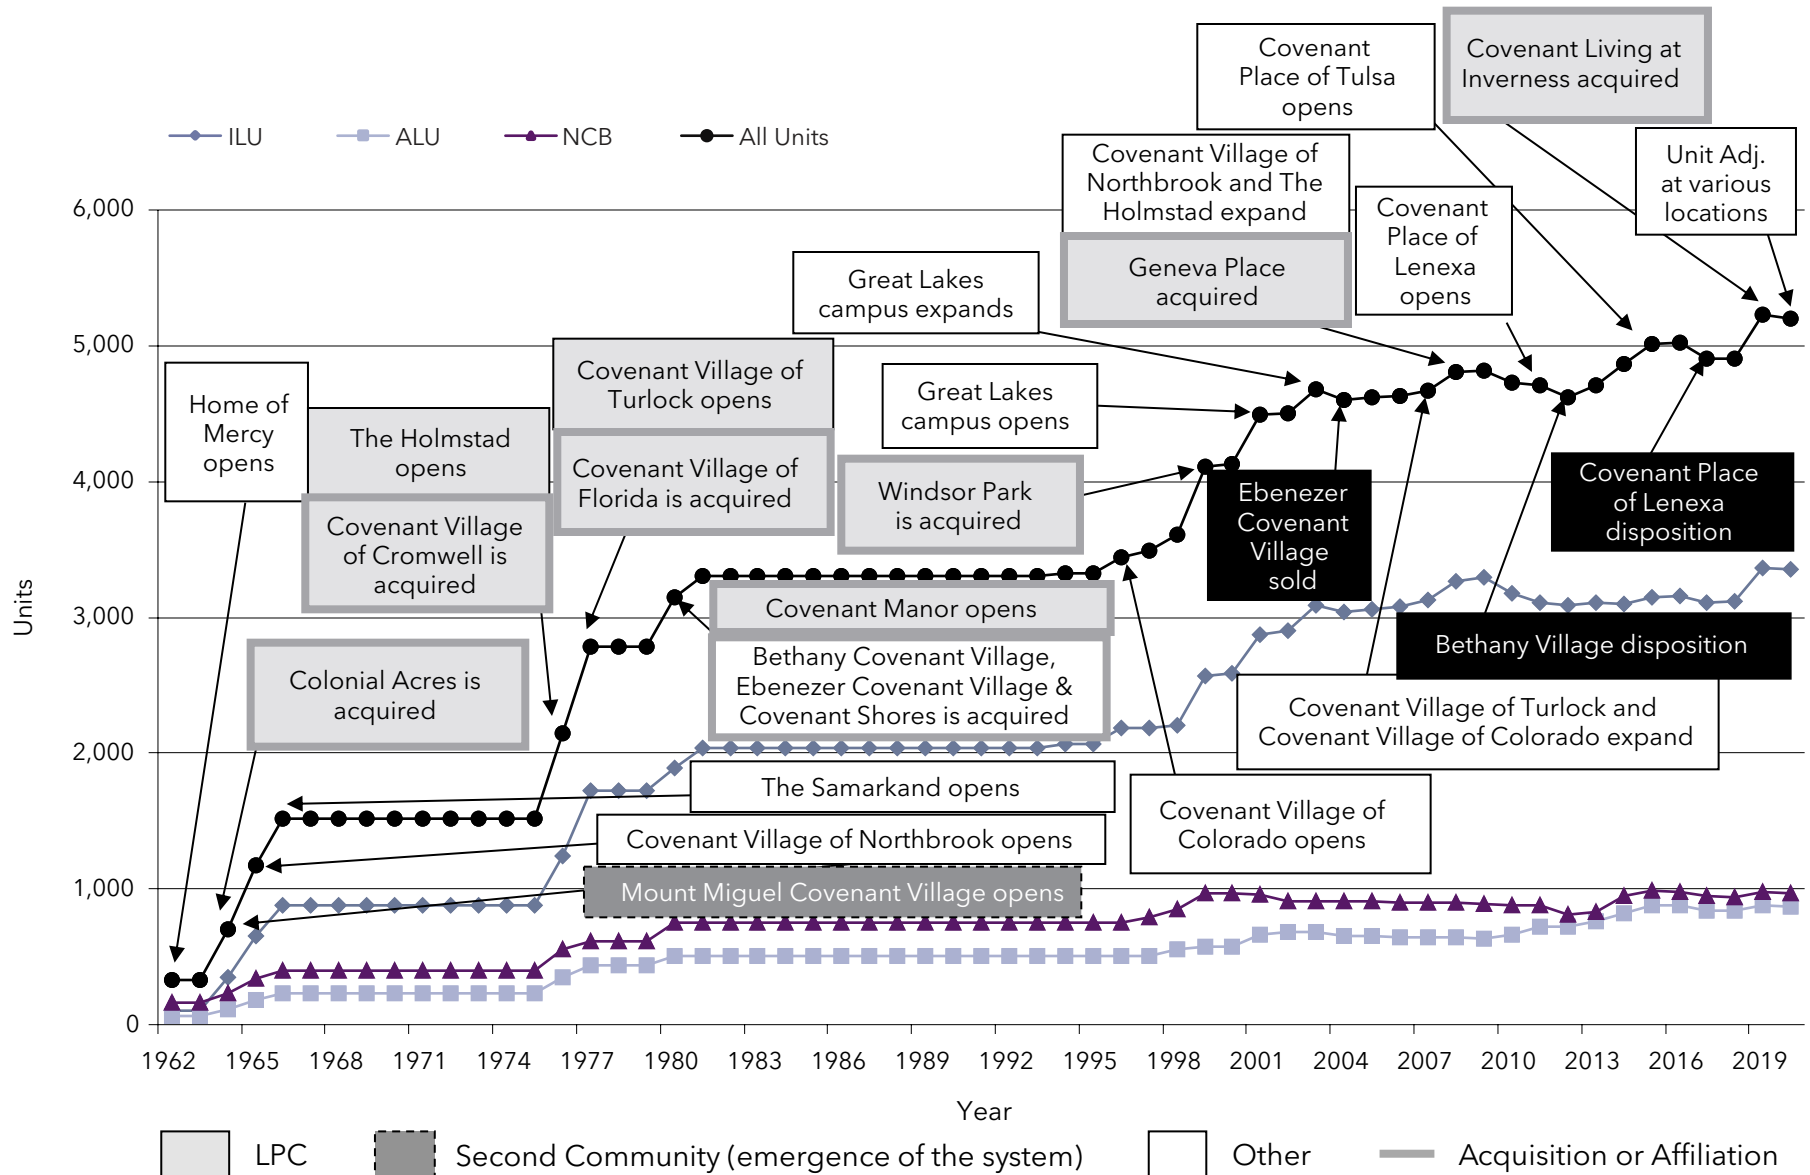 Covenant
Place of Tulsa
opens
Covenant Living at
Inverness acquired
ILU
ALU
NCB
All Units
Covenant Village of
Northbrook and The
Holmstad expand
Unit Adj.
at various
locations
Covenant
Place of
Lenexa
opens
Geneva Place
acquired
Great Lakes
campus expands
Covenant Village of
Turlock opens
Great Lakes
campus opens
Home of
Mercy
opens
The Holmstad
opens
Covenant Village of
Florida is acquired
Windsor Park
is acquired
Ebenezer
Covenant
Village
sold
Covenant Place
of Lenexa
disposition
Covenant Village
of Cromwell is
acquired
Covenant Manor opens
Bethany Village disposition
Colonial Acres is
acquired
Bethany Covenant Village,
Ebenezer Covenant Village &
Covenant Shores is acquired
Covenant Village of Turlock and
Covenant Village of Colorado expand
The Samarkand opens
Covenant Village of
Colorado opens
Covenant Village of Northbrook opens
Mount Miguel Covenant Village opens
6,000
5,000
4,000
3,000
2,000
1,000
0
Units
1962 1965 1968 1971 1974 1977 1980 1983 1986 1989 1992 1995 1998 2001 2004 2007 2010 2013 2016 2019
Year
LPC
Second Community (emergence of the system)
Other
Acquisition or Affiliation